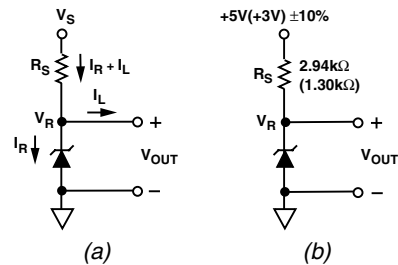 V_S
R_S
I_R + I_L
I_L
V_R
+
I_R
V_OUT
−
(a)
+5V(+3V) ±10%
R_S
2.94kΩ
(1.30kΩ)
V_R
+
V_OUT
−
(b)